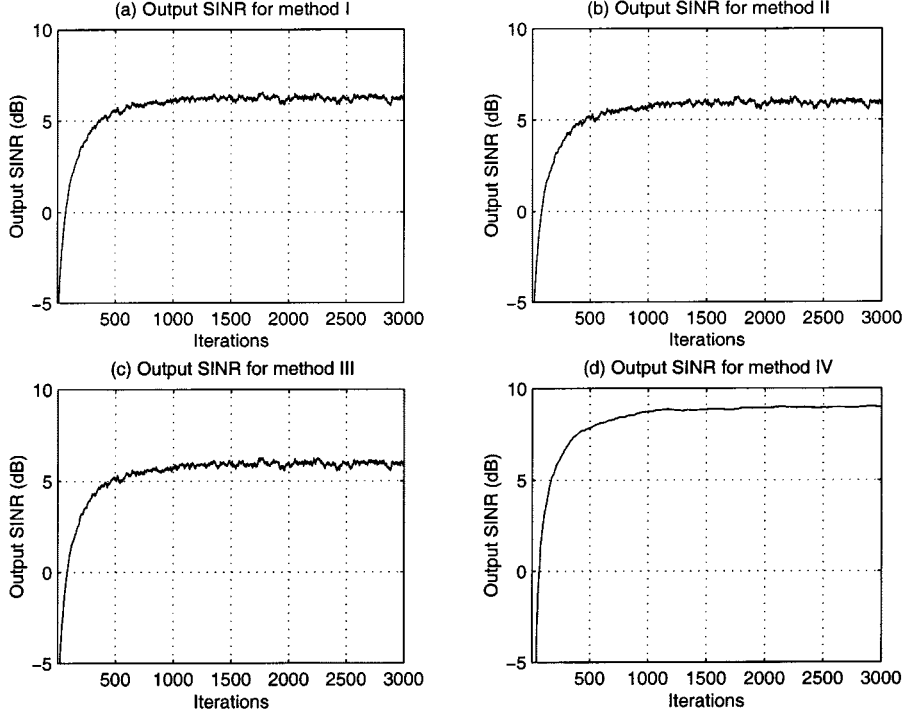 (a) Output SINR for method I
10
5
0
−5
Output SINR (dB)
500 1000 1500 2000 2500 3000
Iterations
(b) Output SINR for method II
10
5
0
−5
Output SINR (dB)
500 1000 1500 2000 2500 3000
Iterations
(c) Output SINR for method III
10
5
0
−5
Output SINR (dB)
500 1000 1500 2000 2500 3000
Iterations
(d) Output SINR for method IV
10
5
0
−5
Output SINR (dB)
500 1000 1500 2000 2500 3000
Iterations